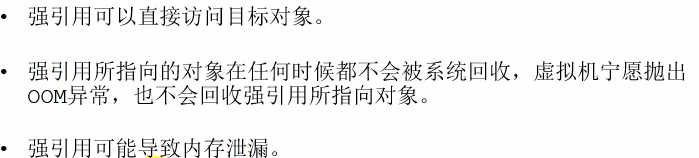 • 强引用可以直接访问目标对象。
• 强引用所指向的对象在任何时候都不会被系统回收，虚拟机宁愿抛出
OOM异常，也不会回收强引用所指向对象。
• 强引用可能导致内存泄漏。